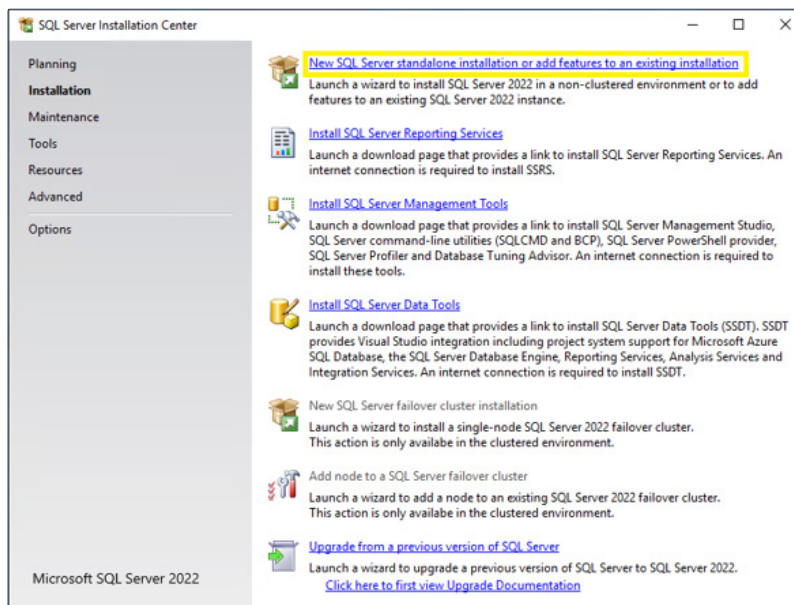 SQL Server Installation Center
Planning
Installation
Maintenance
Tools
Resources
Advanced
Options
Microsoft SQL Server 2022
New SQL Server standalone installation or add features to an existing installation
Launch a wizard to install SQL Server 2022 in a non-clustered environment or to add
features to an existing SQL Server 2022 instance.
Install SQL Server Reporting Services
Launch a download page that provides a link to install SQL Server Reporting Services. An
internet connection is required to install SSRS.
Install SQL Server Management Tools
Launch a download page that provides a link to install SQL Server Management Studio,
SQL Server command-line utilities (SQLCMD and BCP), SQL Server PowerShell provider,
SQL Server Profiler and Database Tuning Advisor. An internet connection is required to
install these tools.
Install SQL Server Data Tools
Launch a download page that provides a link to install SQL Server Data Tools (SSDT). SSDT
provides Visual Studio integration including project system support for Microsoft Azure
SQL Database, the SQL Server Database Engine, Reporting Services, Analysis Services and
Integration Services. An internet connection is required to install SSDT.
New SQL Server failover cluster installation
Launch a wizard to install a single-node SQL Server 2022 failover cluster.
This action is only availabe in the clustered environment.
Add node to a SQL Server failover cluster
Launch a wizard to add a node to an existing SQL Server 2022 failover cluster.
This action is only availabe in the clustered environment.
Upgrade from a previous version of SQL Server
Launch a wizard to upgrade a previous version of SQL Server to SQL Server 2022.
Click here to first view Upgrade Documentation